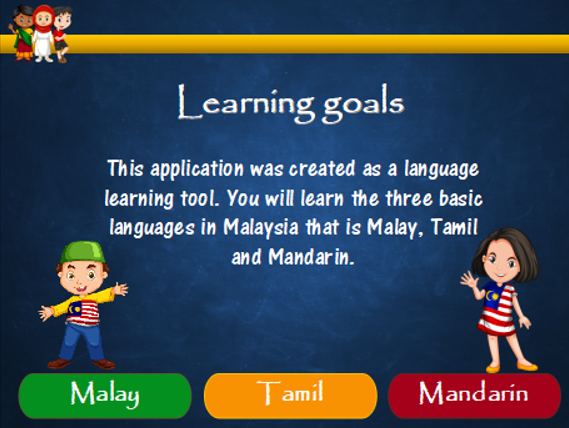 Learning goals
This application was created as a language
learning tool. You will learn the three basic
languages in Malaysia that is Malay, Tamil
and Mandarin.
Malay
Tamil
Mandarin